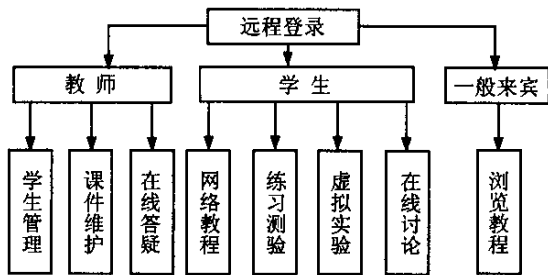 远程登录
教师
学生
一般来宾
学生管理
课件维护
在线答疑
网络教程
练习测验
虚拟实验
在线讨论
浏览教程